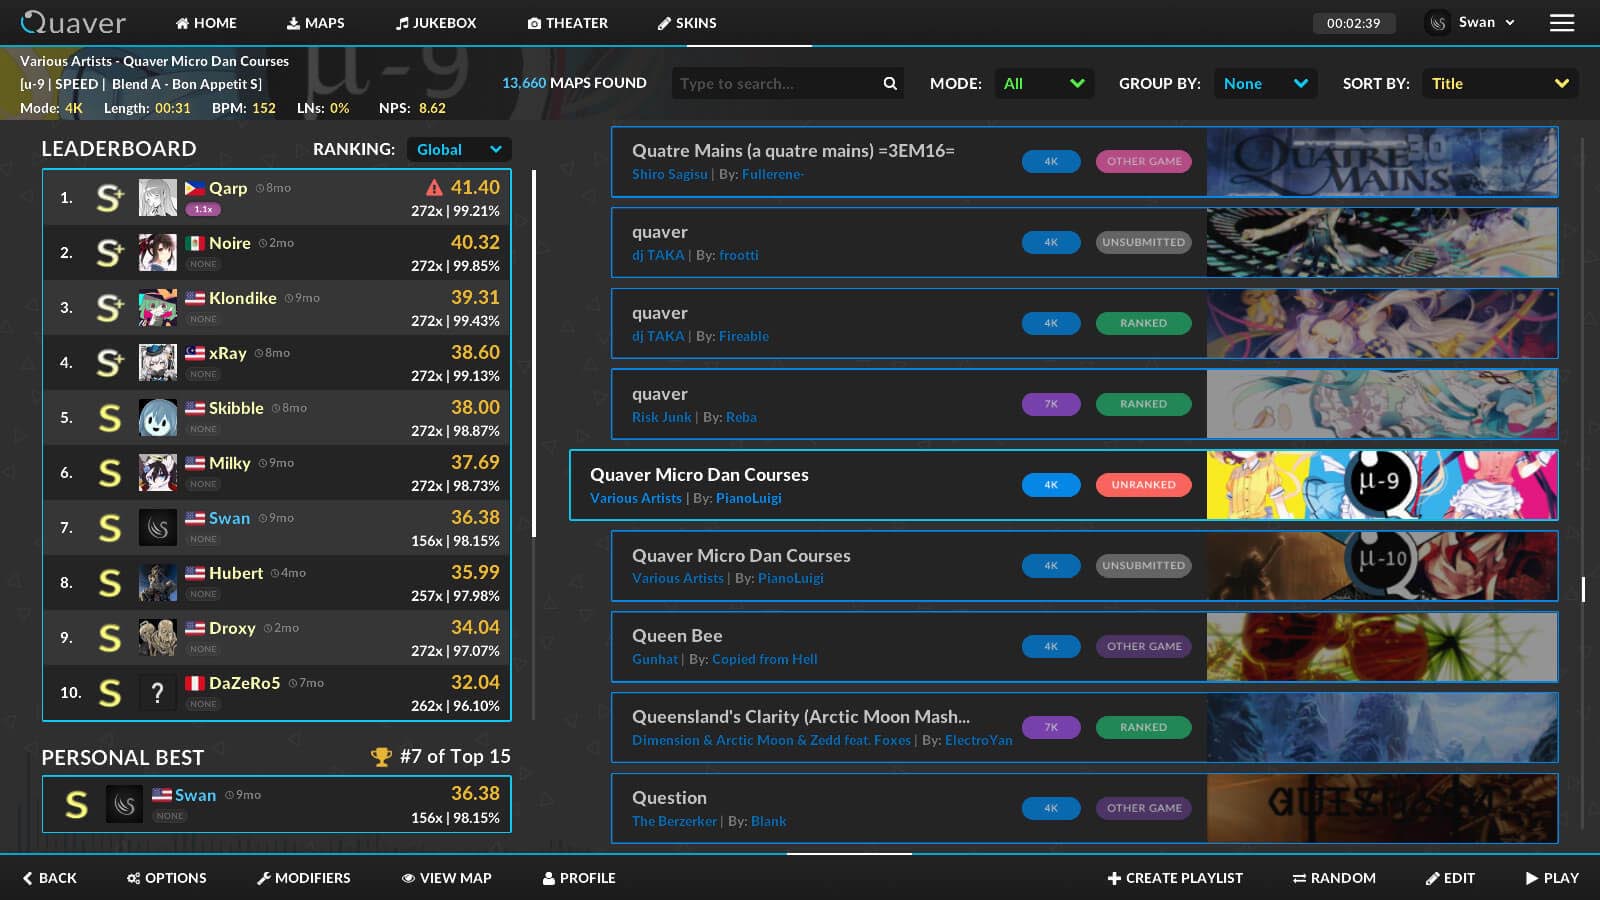 Quaver HOME MAPS JUKEBOX THEATER SKINS 00:02:39 Swan
Various Artists - Quaver Micro Dan Courses
[µ-9 | SPEED | Blend A - Bon Appetit S]
Mode: 4K Length: 00:31 BPM: 152 LNs: 0% NPS: 8.62
µ-9
13,660 MAPS FOUND Type to search... MODE: All GROUP BY: None SORT BY: Title
LEADERBOARD RANKING: Global
1. S+ Qarp 8mo 41.40
1.1x 272x | 99.21%
2. S+ Noire 2mo 40.32
NONE 272x | 99.85%
3. S+ Klondike 9mo 39.31
NONE 272x | 99.43%
4. S+ xRay 8mo 38.60
NONE 272x | 99.13%
5. S Skibble 8mo 38.00
NONE 272x | 98.87%
6. S Milky 9mo 37.69
NONE 272x | 98.73%
7. S Swan 9mo 36.38
NONE 156x | 98.15%
8. S Hubert 4mo 35.99
NONE 257x | 97.98%
9. S Droxy 2mo 34.04
NONE 272x | 97.07%
10. S ? DaZeRo5 7mo 32.04
NONE 262x | 96.10%
PERSONAL BEST #7 of Top 15
S Swan 9mo 36.38
NONE 156x | 98.15%
Quatre Mains (a quatre mains) =3EM16=
Shiro Sagisu | By: Fullerene-
4K OTHER GAME
QUATRE MAINS 3.0
quaver
dj TAKA | By: frootti
4K UNSUBMITTED
quaver
dj TAKA | By: Fireable
4K RANKED
quaver
Risk Junk | By: Reba
7K RANKED
Quaver Micro Dan Courses
Various Artists | By: PianoLuigi
4K UNRANKED
µ-9
Quaver Micro Dan Courses
Various Artists | By: PianoLuigi
4K UNSUBMITTED
µ-10
Queen Bee
Gunhat | By: Copied from Hell
4K OTHER GAME
Queensland's Clarity (Arctic Moon Mash...
Dimension & Arctic Moon & Zedd feat. Foxes | By: ElectroYan
7K RANKED
Question
The Berzerker | By: Blank
4K OTHER GAME
BACK OPTIONS MODIFIERS VIEW MAP PROFILE CREATE PLAYLIST RANDOM EDIT PLAY